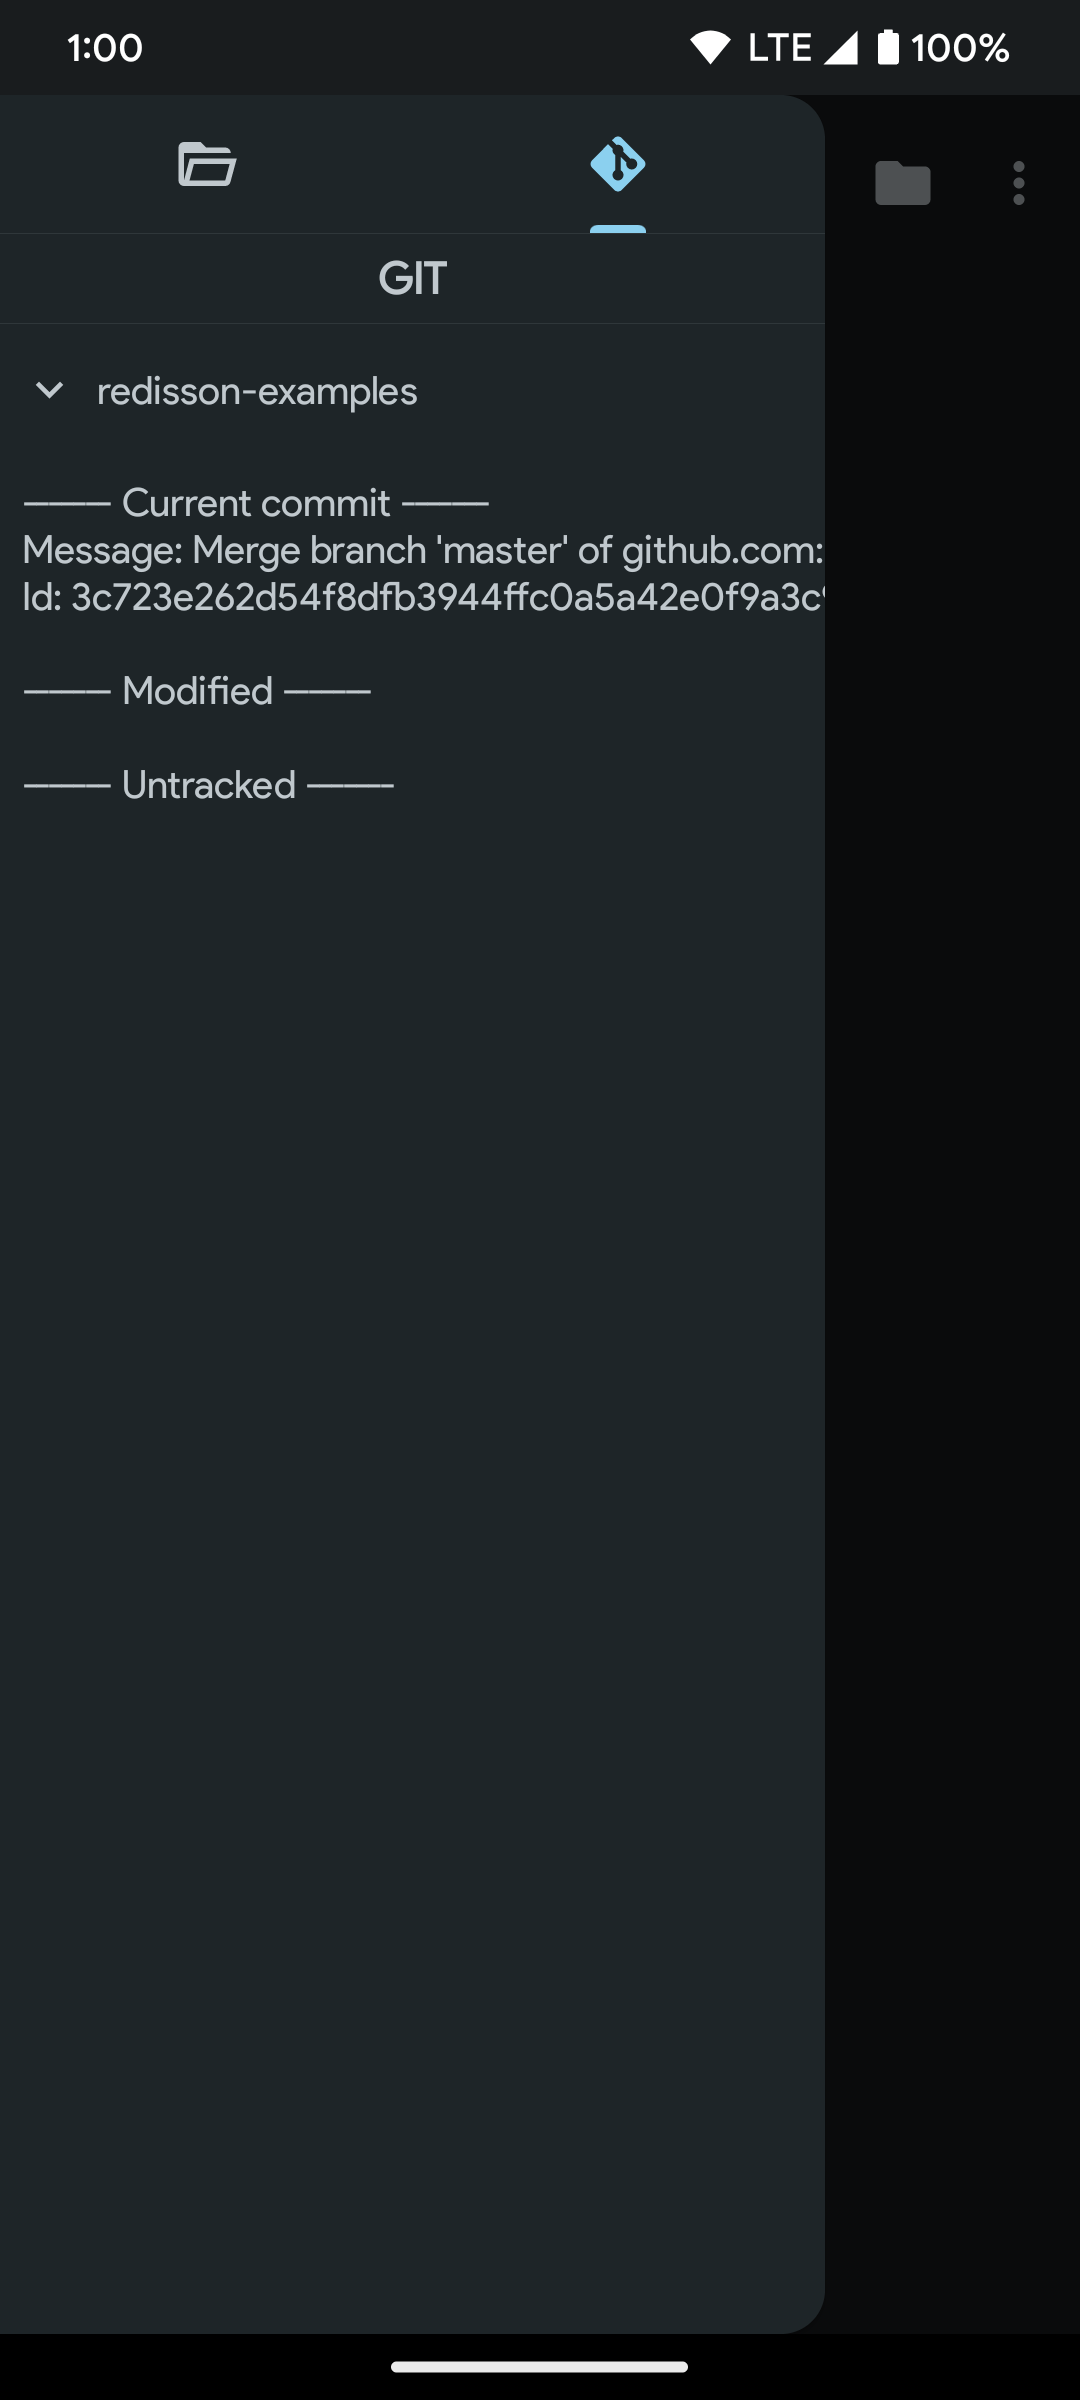 1:00 LTE 100%
GIT
redisson-examples
——— Current commit ———
Message: Merge branch 'master' of github.com:
Id: 3c723e262d54f8dfb3944ffc0a5a42e0f9a3c
——— Modified ———
——— Untracked ———